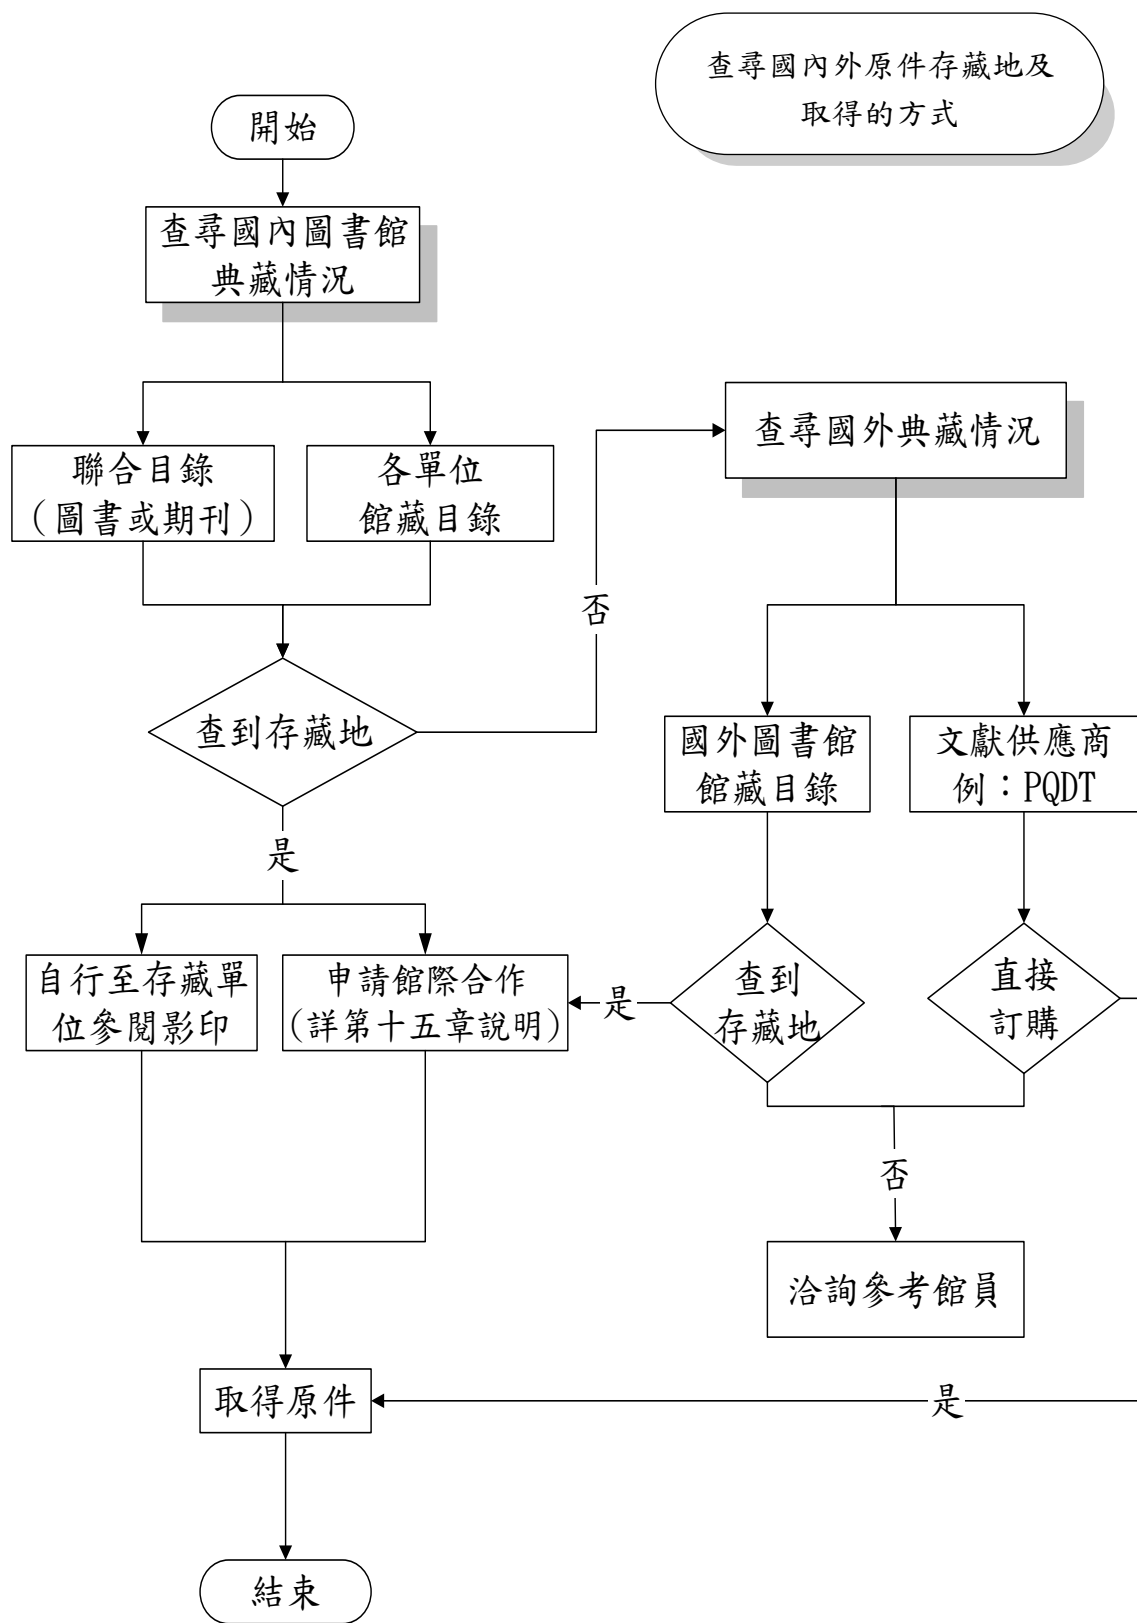 查尋國內外原件存藏地及
取得的方式
開始
查尋國內圖書館
典藏情況
聯合目錄
（圖書或期刊）
各單位
館藏目錄
查尋國外典藏情況
否
查到存藏地
是
國外圖書館
館藏目錄
文獻供應商
例：PQDT
自行至存藏單
位參閱影印
申請館際合作
(詳第十五章說明)
是
查到
存藏地
直接
訂購
否
洽詢參考館員
取得原件
是
結束